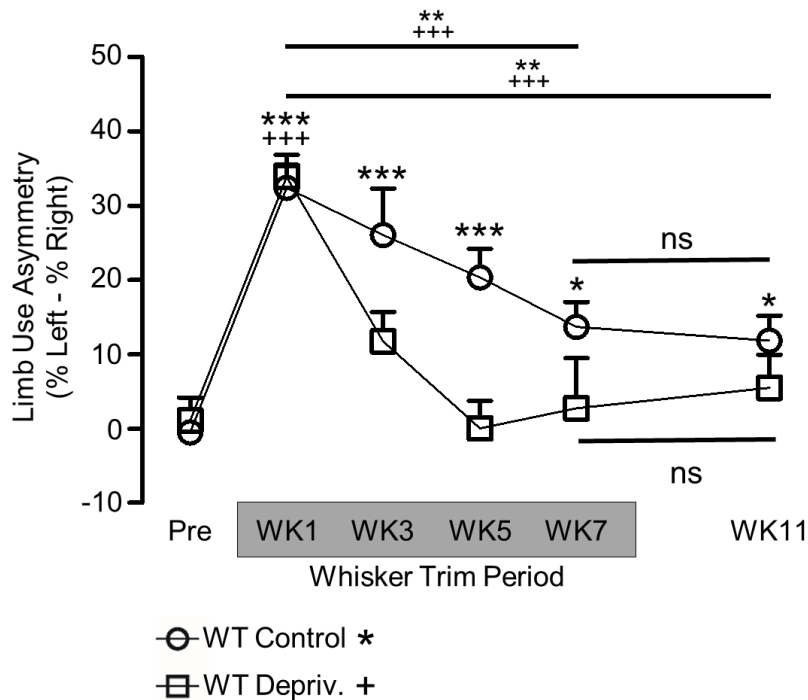 **
+++
50
**
+++
40
***
+++
***
30
***
ns
20
*
*
10
0
ns
-10
Limb Use Asymmetry
(% Left - % Right)
Pre WK1 WK3 WK5 WK7 WK11
Whisker Trim Period
WT Control *
WT Depriv. +